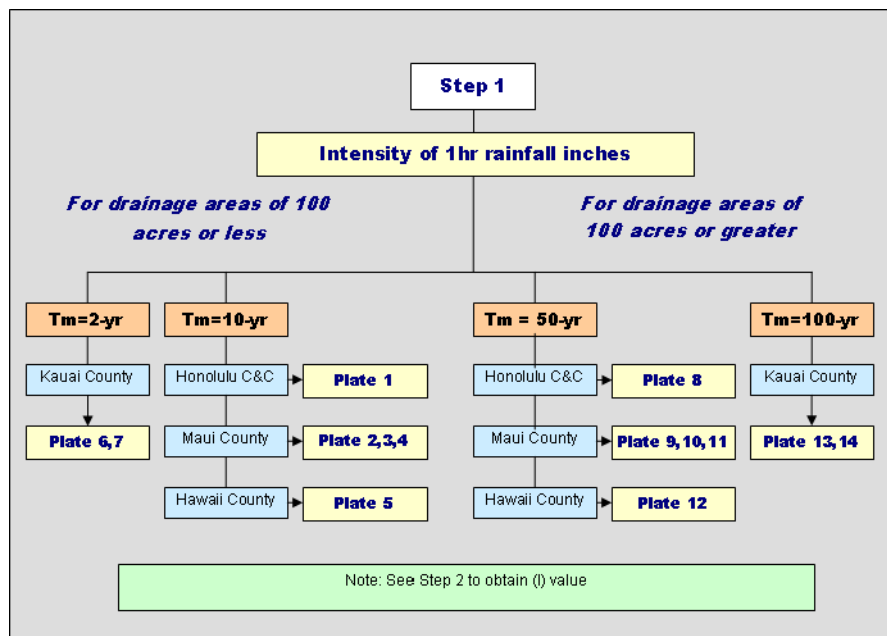 Step 1
Intensity of 1hr rainfall inches
For drainage areas of 100
acres or less
For drainage areas of
100 acres or greater
Tm=2-yr
Tm=10-yr
Tm = 50-yr
Tm=100-yr
Kauai County
Honolulu C&C
Plate 1
Honolulu C&C
Plate 8
Kauai County
Plate 6,7
Maui County
Plate 2,3,4
Maui County
Plate 9,10,11
Plate 13,14
Hawaii County
Plate 5
Hawaii County
Plate 12
Note: See Step 2 to obtain (I) value